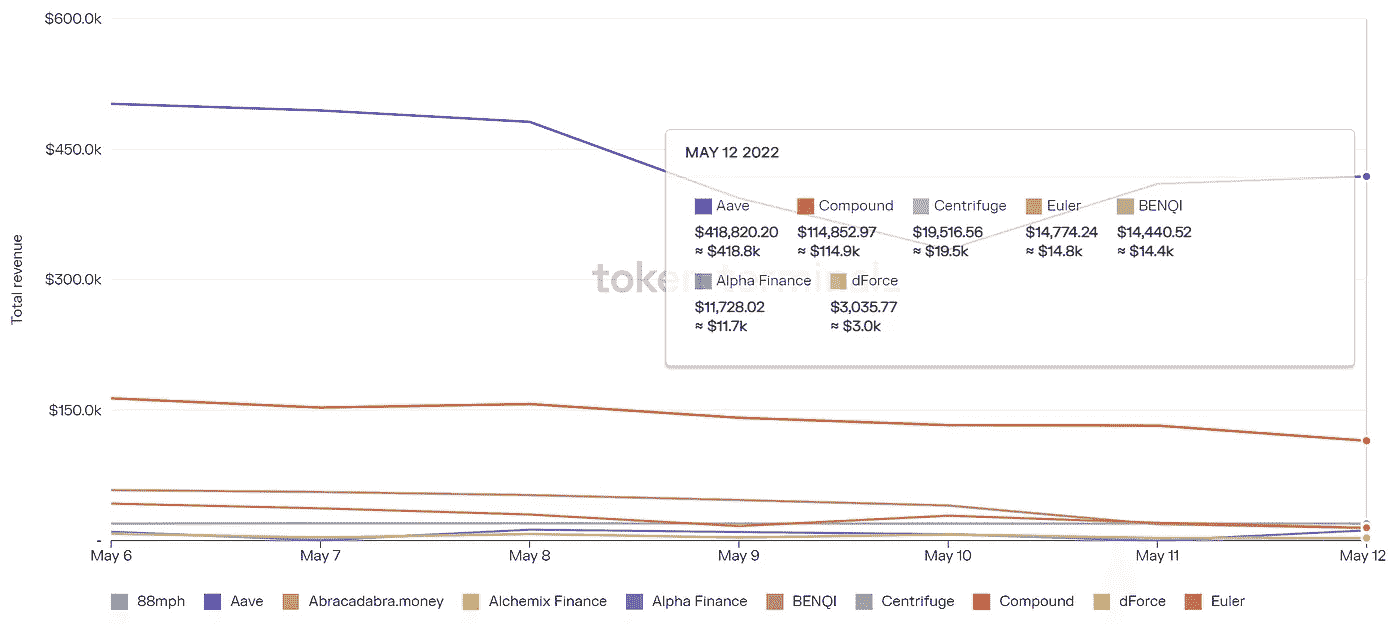 $600.0k
$450.0k
$300.0k
$150.0k
-
Total revenue
MAY 12 2022
Aave Compound Centrifuge Euler BENQI
$418,820.20 $114,852.97 $19,516.56 $14,774.24 $14,440.52
≈ $418.8k ≈ $114.9k ≈ $19.5k ≈ $14.8k ≈ $14.4k
Alpha Finance dForce
$11,728.02 $3,035.77
≈ $11.7k ≈ $3.0k
token terminal
May 6 May 7 May 8 May 9 May 10 May 11 May 12
88mph Aave Abracadabra.money Alchemix Finance Alpha Finance BENQI Centrifuge Compound dForce Euler